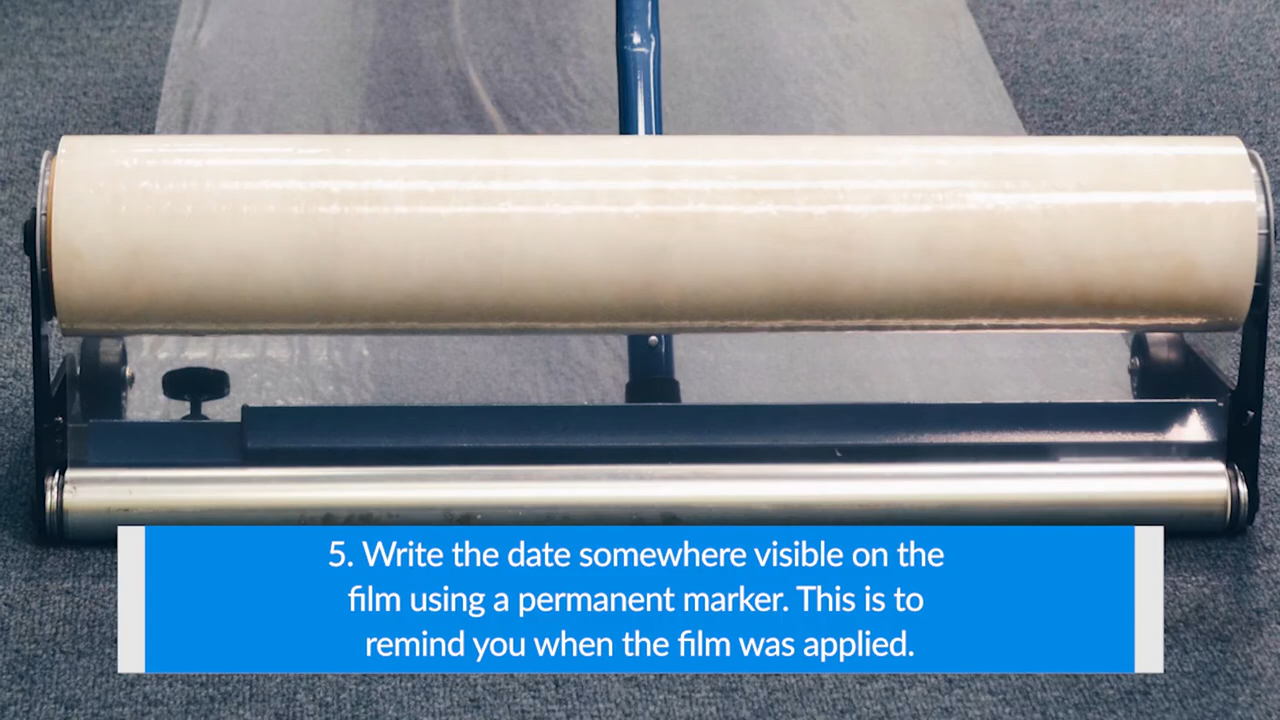 5. Write the date somewhere visible on the
film using a permanent marker. This is to
remind you when the film was applied.